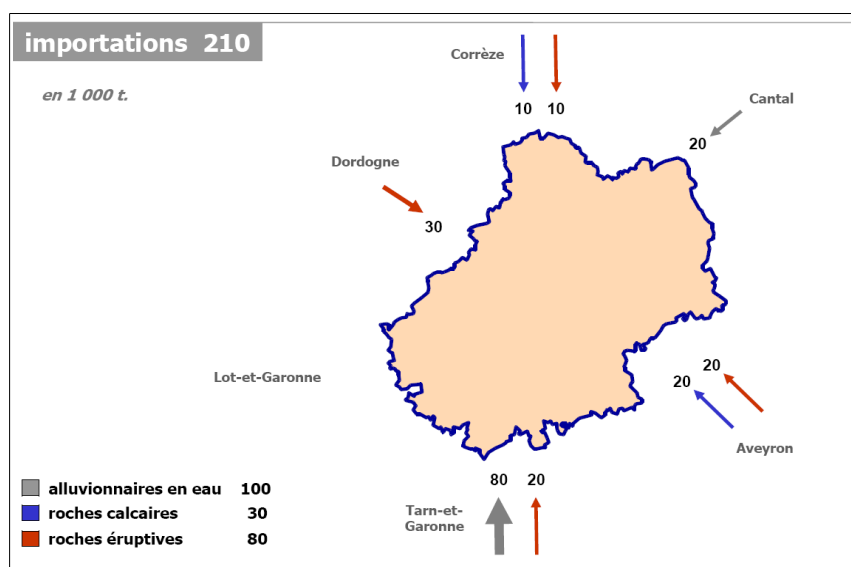 importations 210
en 1 000 t.
Corrèze
10 10
Cantal
20
Dordogne
30
Lot-et-Garonne
20
20
Aveyron
80 20
Tarn-et-
Garonne
alluvionnaires en eau 100
roches calcaires 30
roches éruptives 80